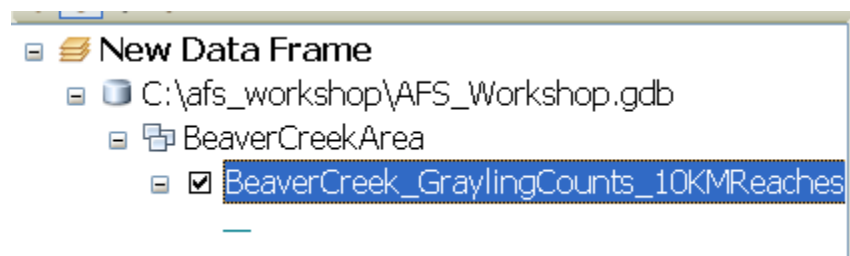 New Data Frame
C:\afs_workshop\AFS_Workshop.gdb
BeaverCreekArea
BeaverCreek_GraylingCounts_10KMReaches